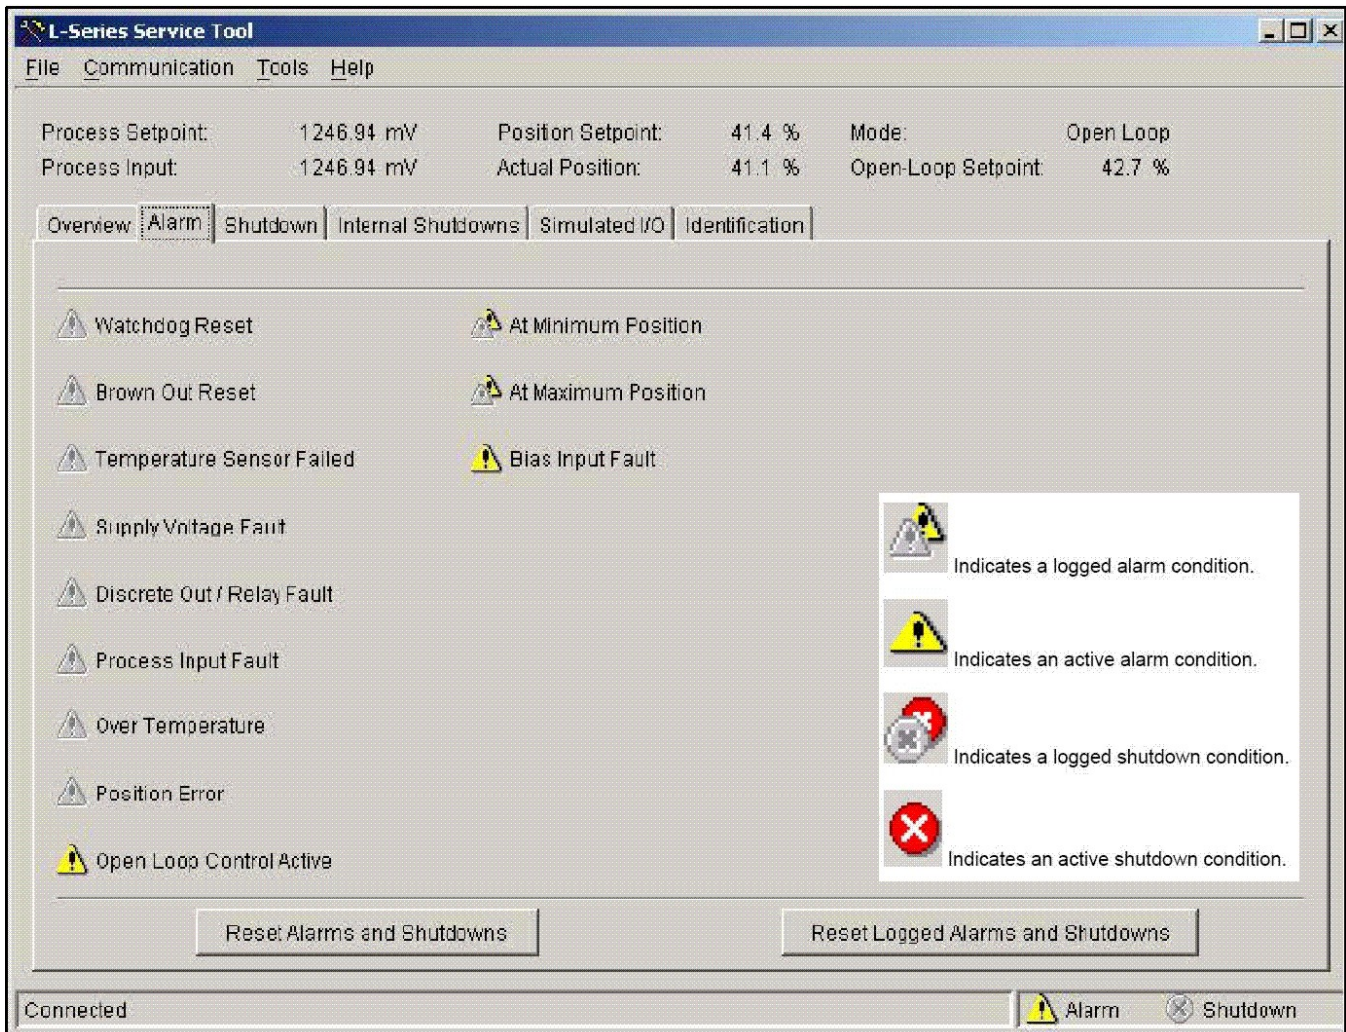 L-Series Service Tool
File Communication Tools Help
Process Setpoint: 1246.94 mV Position Setpoint: 41.4 % Mode: Open Loop
Process Input: 1246.94 mV Actual Position: 41.1 % Open-Loop Setpoint: 42.7 %
Overview Alarm Shutdown Internal Shutdowns Simulated I/O Identification
Watchdog Reset At Minimum Position
Brown Out Reset At Maximum Position
Temperature Sensor Failed Bias Input Fault
Supply Voltage Fault
Discrete Out / Relay Fault
Process Input Fault
Over Temperature
Position Error
Open Loop Control Active
Indicates a logged alarm condition.
Indicates an active alarm condition.
Indicates a logged shutdown condition.
Indicates an active shutdown condition.
Reset Alarms and Shutdowns Reset Logged Alarms and Shutdowns
Connected Alarm Shutdown